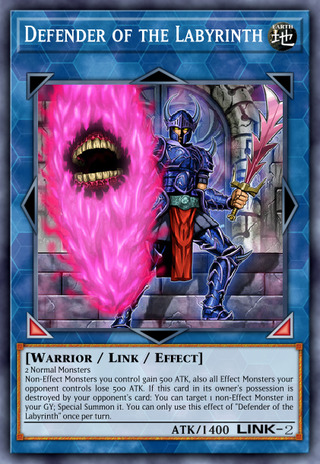 DEFENDER OF THE LABYRINTH
EARTH
地
[WARRIOR / LINK / EFFECT]
2 Normal Monsters
Non-Effect Monsters you control gain 500 ATK, also all Effect Monsters your
opponent controls lose 500 ATK. If this card in its owner's possession is
destroyed by your opponent's card: You can target 1 non-Effect Monster in
your GY; Special Summon it. You can only use this effect of "Defender of the
Labyrinth" once per turn.
ATK/1400 LINK-2